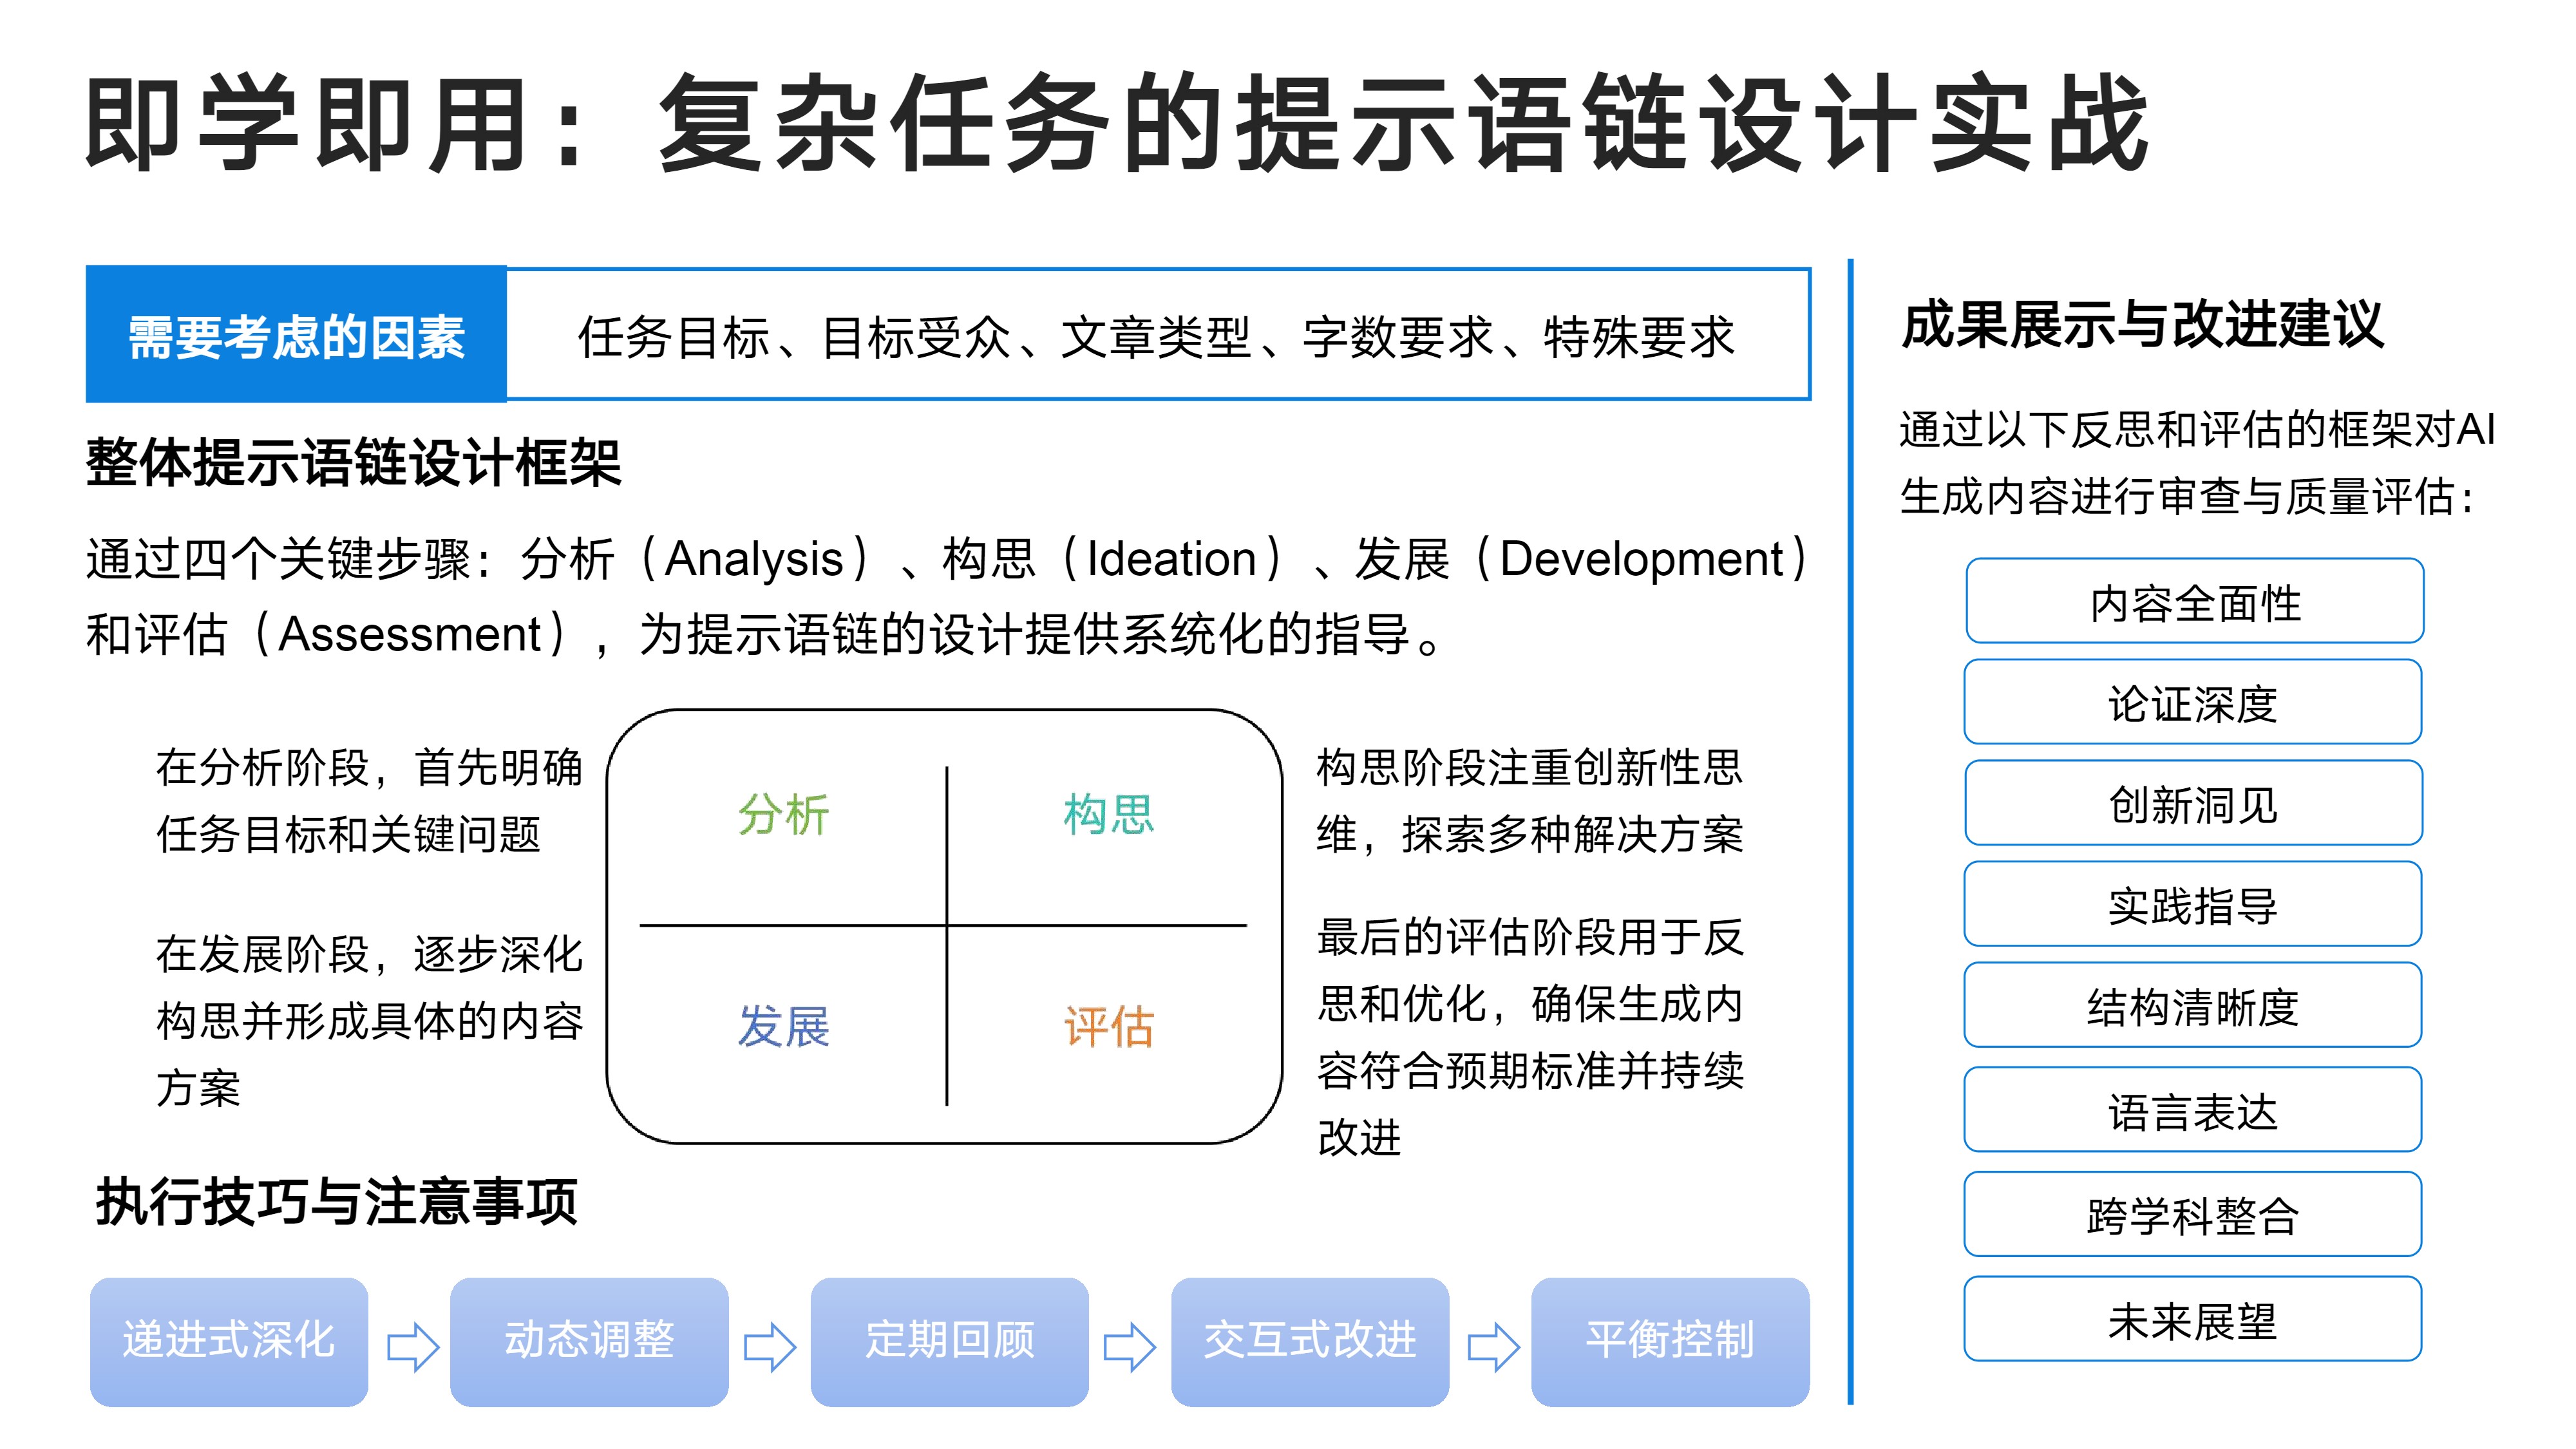 即学即用：复杂任务的提示语链设计实战
需要考虑的因素
任务目标、目标受众、文章类型、字数要求、特殊要求
整体提示语链设计框架
通过四个关键步骤：分析（Analysis）、构思（Ideation）、发展（Development）
和评估（Assessment），为提示语链的设计提供系统化的指导。
在分析阶段，首先明确
任务目标和关键问题
在发展阶段，逐步深化
构思并形成具体的内容
方案
分析
构思
发展
评估
构思阶段注重创新性思
维，探索多种解决方案
最后的评估阶段用于反
思和优化，确保生成内
容符合预期标准并持续
改进
执行技巧与注意事项
递进式深化
动态调整
定期回顾
交互式改进
平衡控制
成果展示与改进建议
通过以下反思和评估的框架对AI
生成内容进行审查与质量评估：
内容全面性
论证深度
创新洞见
实践指导
结构清晰度
语言表达
跨学科整合
未来展望